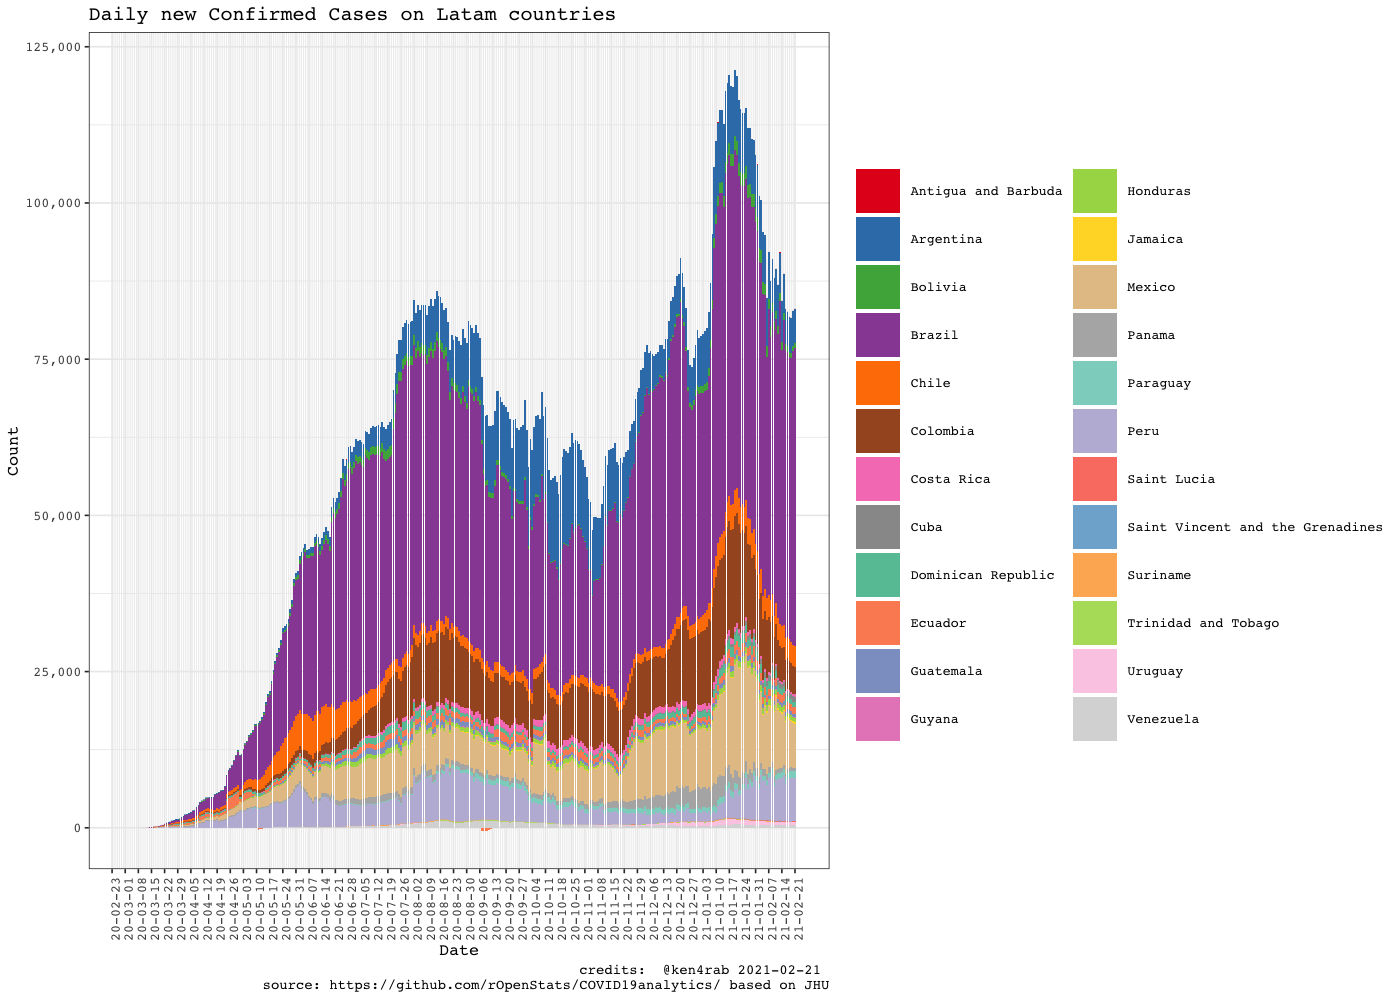 Daily new Confirmed Cases on Latam countries
125,000
100,000
75,000
50,000
25,000
0
Count
20-02-23
20-03-01
20-03-08
20-03-15
20-03-22
20-03-29
20-04-05
20-04-12
20-04-19
20-04-26
20-05-03
20-05-10
20-05-17
20-05-24
20-05-31
20-06-07
20-06-14
20-06-21
20-06-28
20-07-05
20-07-12
20-07-19
20-07-26
20-08-02
20-08-09
20-08-16
20-08-23
20-08-30
20-09-06
20-09-13
20-09-20
20-09-27
20-10-04
20-10-11
20-10-18
20-10-25
20-11-01
20-11-08
20-11-15
20-11-22
20-11-29
20-12-06
20-12-13
20-12-20
20-12-27
21-01-03
21-01-10
21-01-17
21-01-24
21-01-31
21-02-07
21-02-14
21-02-21
Date
Antigua and Barbuda
Argentina
Bolivia
Brazil
Chile
Colombia
Costa Rica
Cuba
Dominican Republic
Ecuador
Guatemala
Guyana
Honduras
Jamaica
Mexico
Panama
Paraguay
Peru
Saint Lucia
Saint Vincent and the Grenadines
Suriname
Trinidad and Tobago
Uruguay
Venezuela
credits:  @ken4rab 2021-02-21
source: https://github.com/rOpenStats/COVID19analytics/ based on JHU